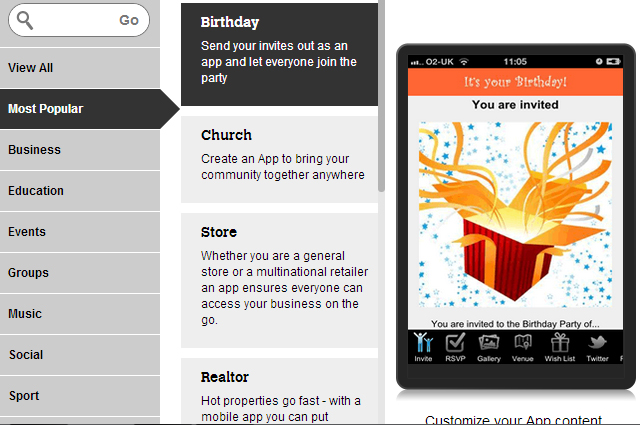 Go
View All
Most Popular
Business
Education
Events
Groups
Music
Social
Sport
Birthday
Send your invites out as an
app and let everyone join the
party
Church
Create an App to bring your
community together anywhere
Store
Whether you are a general
store or a multinational retailer
an app ensures everyone can
access your business on the
go.
Realtor
Hot properties go fast - with a
mobile app you can put
O2-UK 11:05
It's your Birthday!
You are invited
You are invited to the Birthday Party of...
Invite RSVP Gallery Venue Wish List Twitter F
Customize your App content